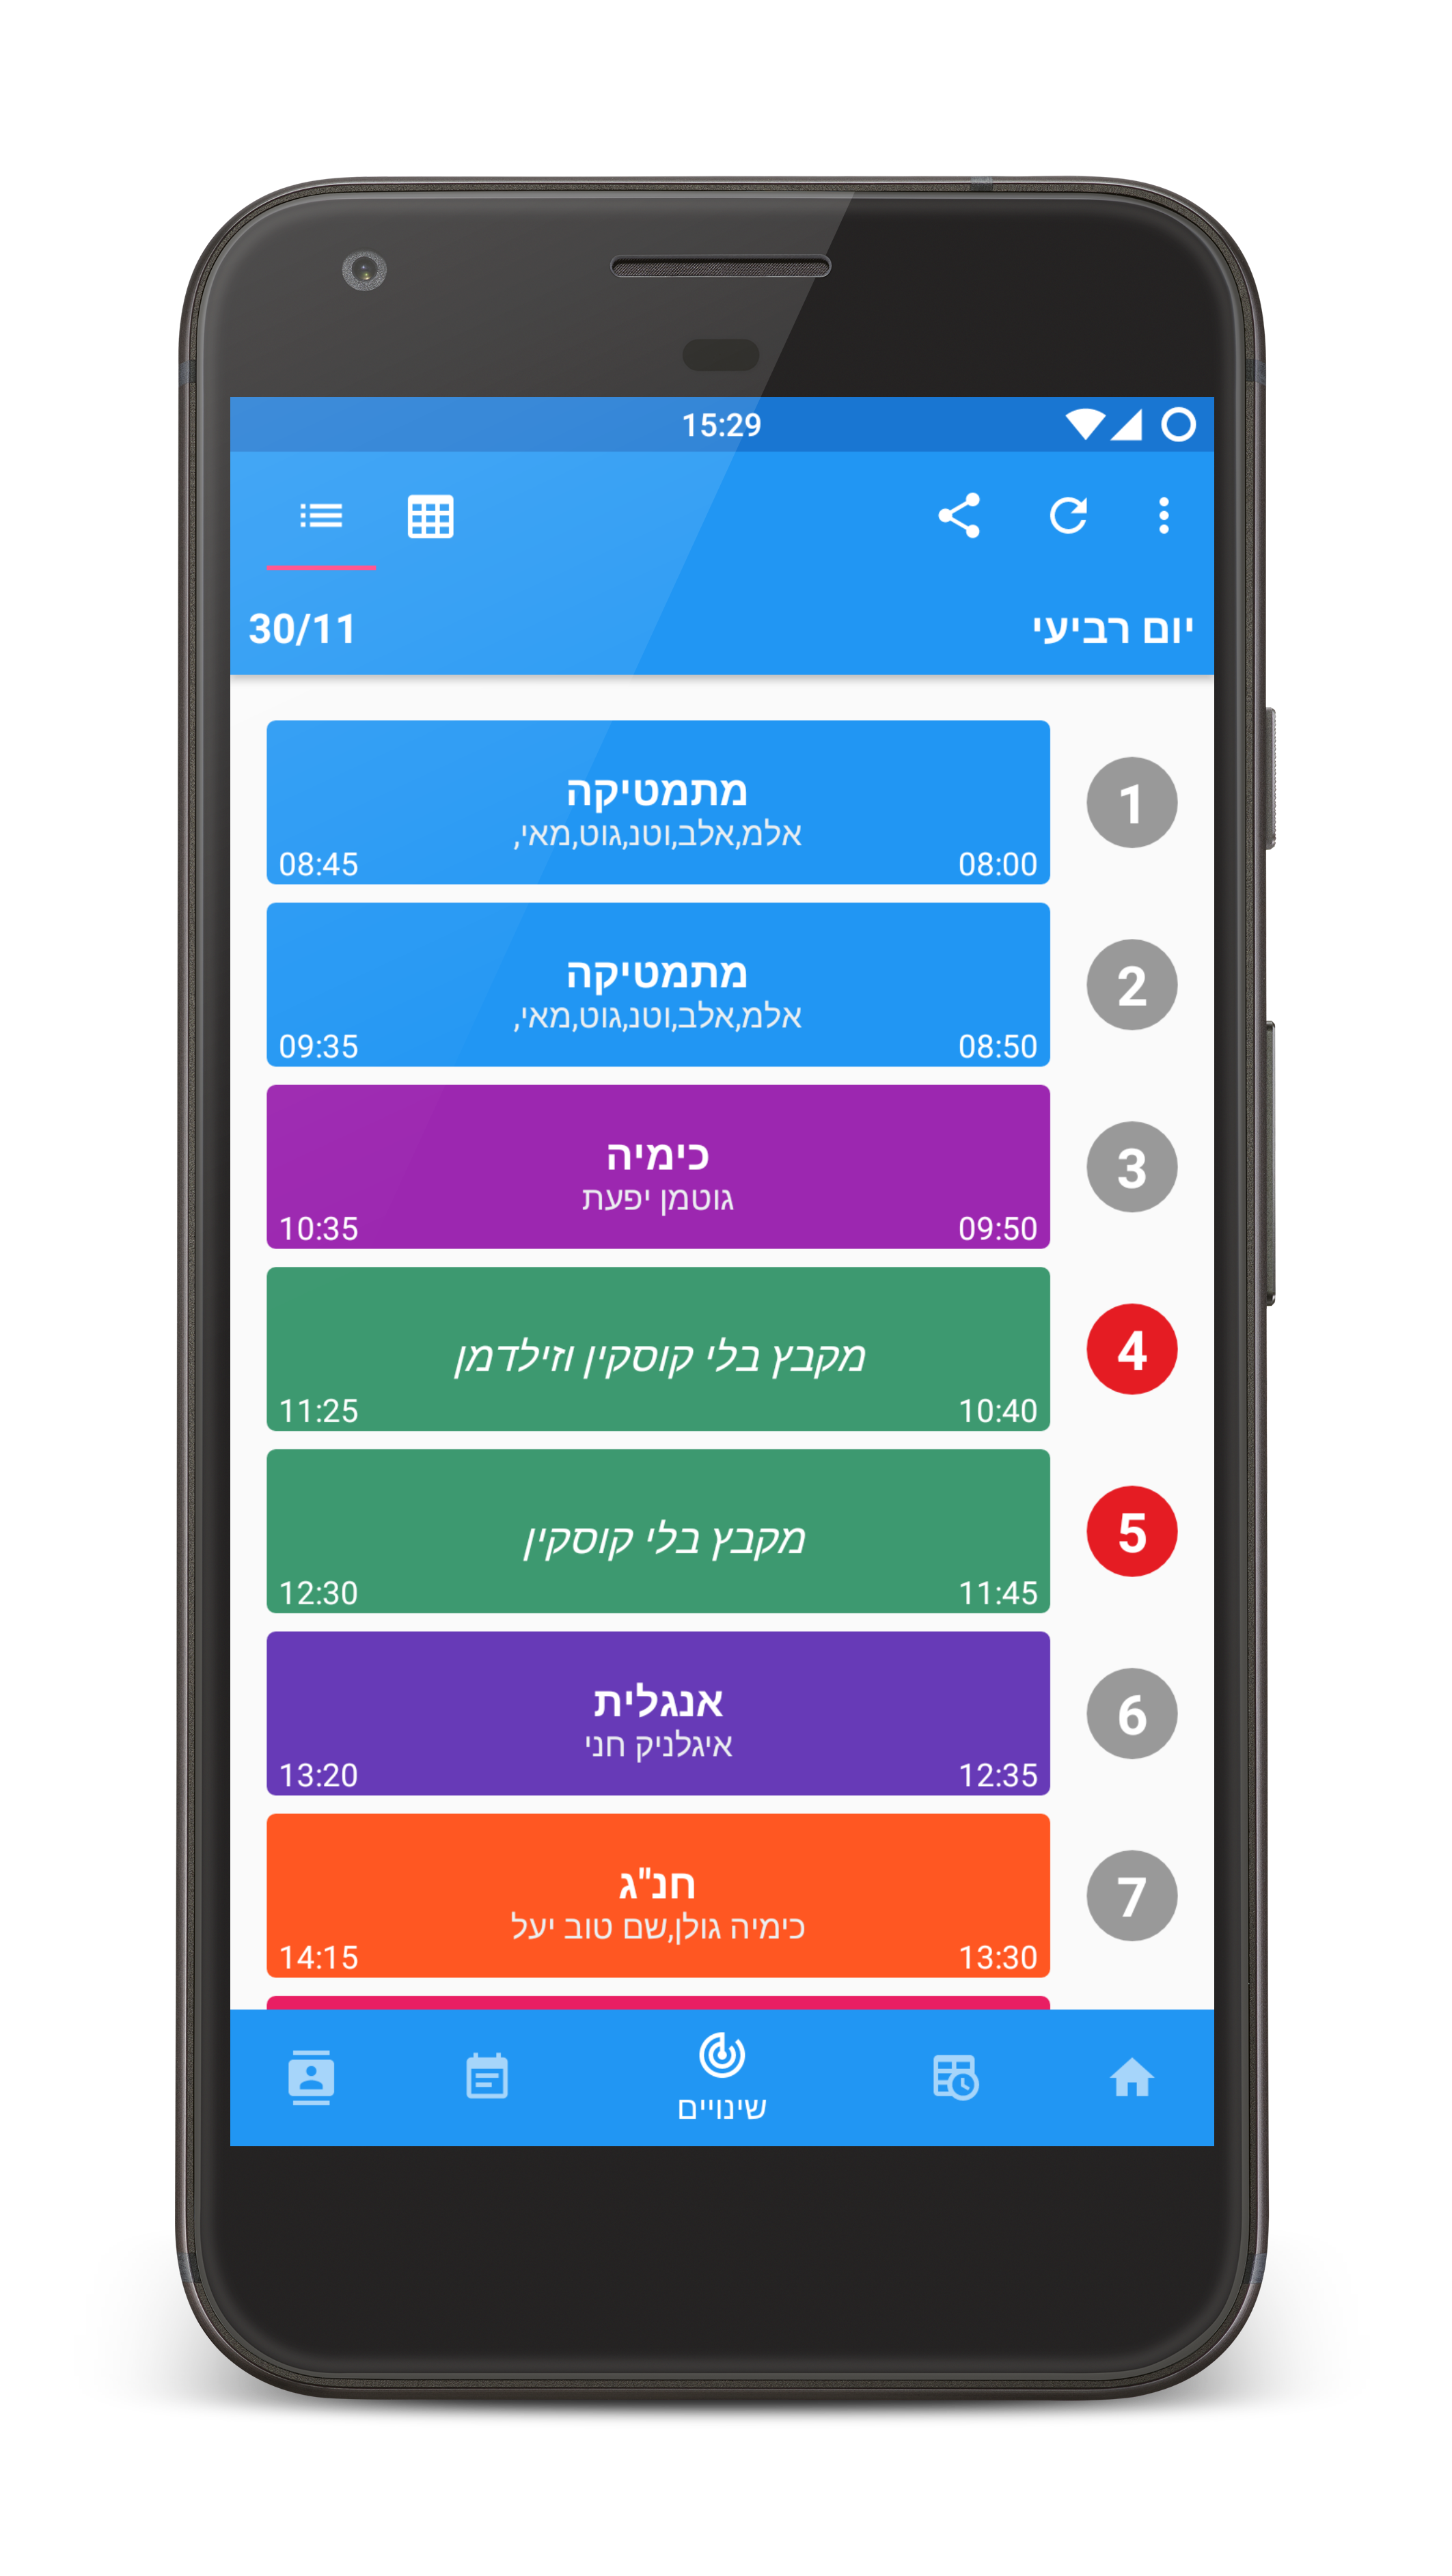 15:29
יום רביעי 30/11
1
מתמטיקה
אלמ,אלב,וטנ,גוט,מאי,
08:00 08:45
2
מתמטיקה
אלמ,אלב,וטנ,גוט,מאי,
08:50 09:35
3
כימיה
גוטמן יפעת
09:50 10:35
4
מקבץ בלי קוסקין וזילדמן
10:40 11:25
5
מקבץ בלי קוסקין
11:45 12:30
6
אנגלית
איגלניק חני
12:35 13:20
7
חנ"ג
כימיה גולן,שם טוב יעל
13:30 14:15
שינויים